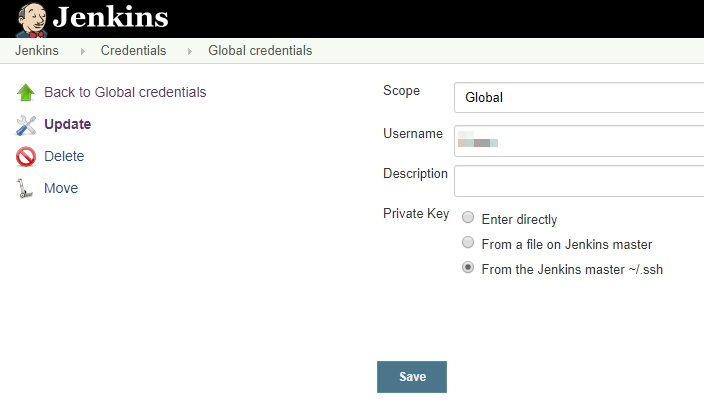 Jenkins
Jenkins Credentials Global credentials
Back to Global credentials
Update
Delete
Move
Scope Global
Username
Description
Private Key
Enter directly
From a file on Jenkins master
From the Jenkins master ~/.ssh
Save